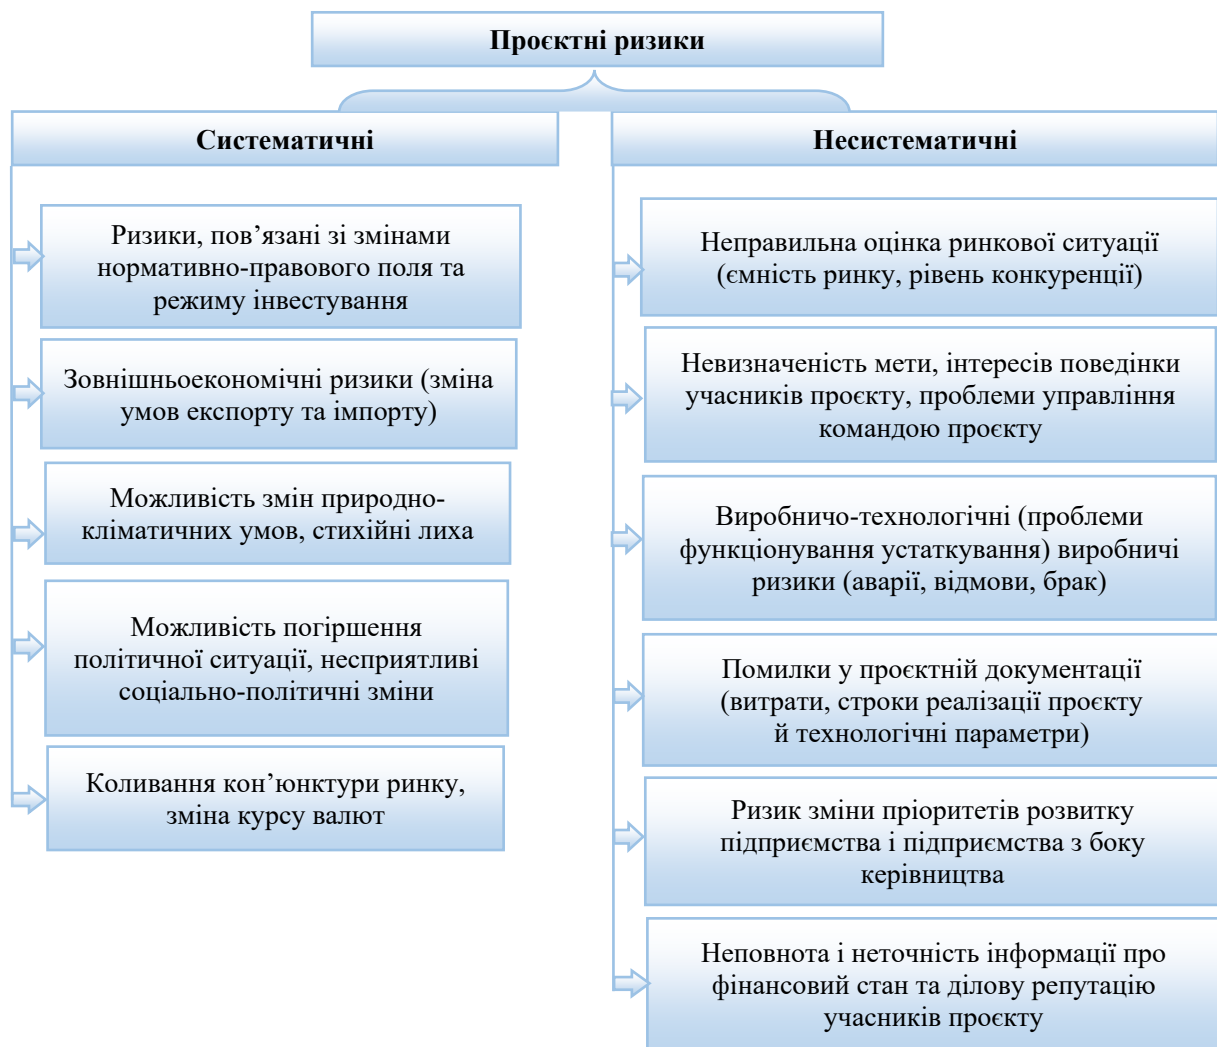 Проєктні ризики
Систематичні
Ризики, пов’язані зі змінами
нормативно-правового поля та
режиму інвестування
Зовнішньоекономічні ризики (зміна
умов експорту та імпорту)
Можливість змін природно-
кліматичних умов, стихійні лиха
Можливість погіршення
політичної ситуації, несприятливі
соціально-політичні зміни
Коливання кон’юнктури ринку,
зміна курсу валют
Несистематичні
Неправильна оцінка ринкової ситуації
(ємність ринку, рівень конкуренції)
Невизначеність мети, інтересів поведінки
учасників проєкту, проблеми управління
командою проєкту
Виробничо-технологічні (проблеми
функціонування устаткування) виробничі
ризики (аварії, відмови, брак)
Помилки у проєктній документації
(витрати, строки реалізації проєкту
й технологічні параметри)
Ризик зміни пріоритетів розвитку
підприємства і підприємства з боку
керівництва
Неповнота і неточність інформації про
фінансовий стан та ділову репутацію
учасників проєкту